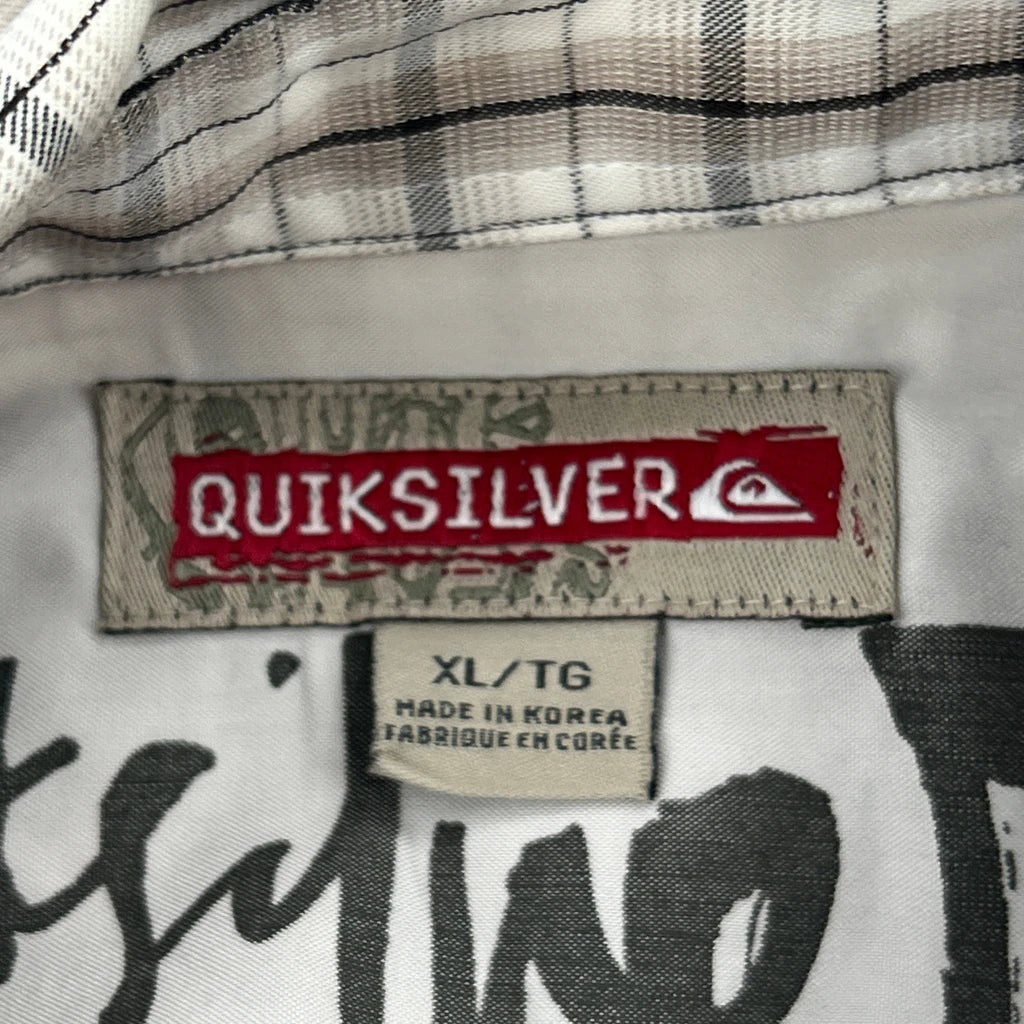 QUIKSILVER
XL/TG
MADE IN KOREA
FABRIQUE EN CORÉE